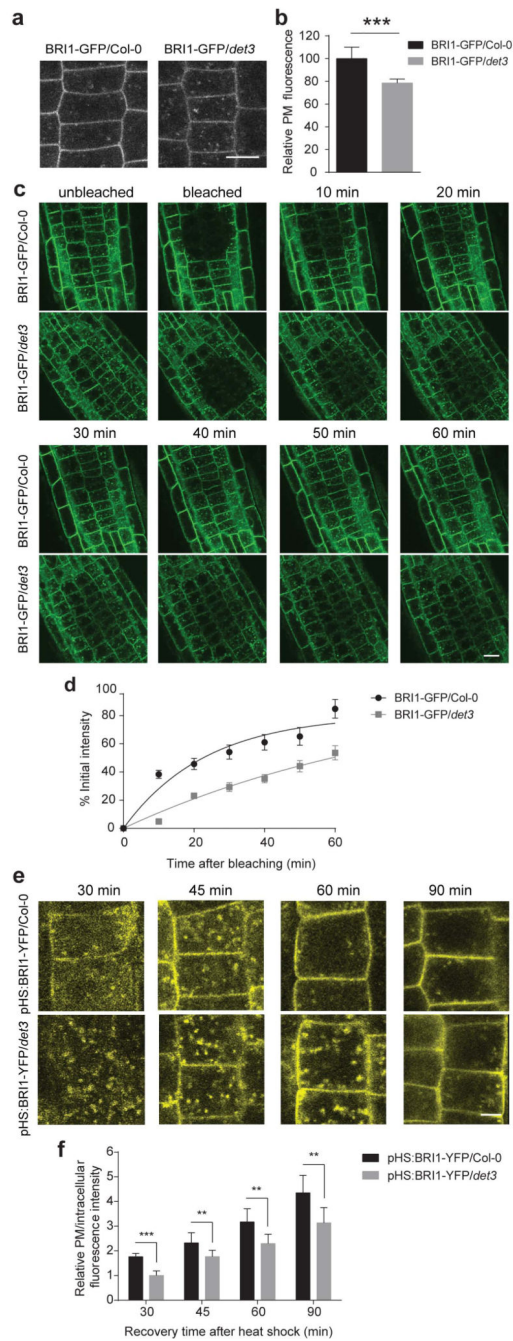 a
BRI1-GFP/Col-0 BRI1-GFP/det3
b
***
BRI1-GFP/Col-0
BRI1-GFP/det3
Relative PM fluorescence
120
100
80
60
40
20
0
c
unbleached bleached 10 min 20 min
BRI1-GFP/Col-0
BRI1-GFP/det3
30 min 40 min 50 min 60 min
BRI1-GFP/Col-0
BRI1-GFP/det3
d
% Initial intensity
100
80
60
40
20
0
0 20 40 60
Time after bleaching (min)
BRI1-GFP/Col-0
BRI1-GFP/det3
e
30 min 45 min 60 min 90 min
pHS:BRI1-YFP/Col-0
pHS:BRI1-YFP/det3
f
pHS:BRI1-YFP/Col-0
pHS:BRI1-YFP/det3
Relative PM/intracellular
fluorescence intensity
6
5
4
3
2
1
0
*** ** ** **
30 45 60 90
Recovery time after heat shock (min)